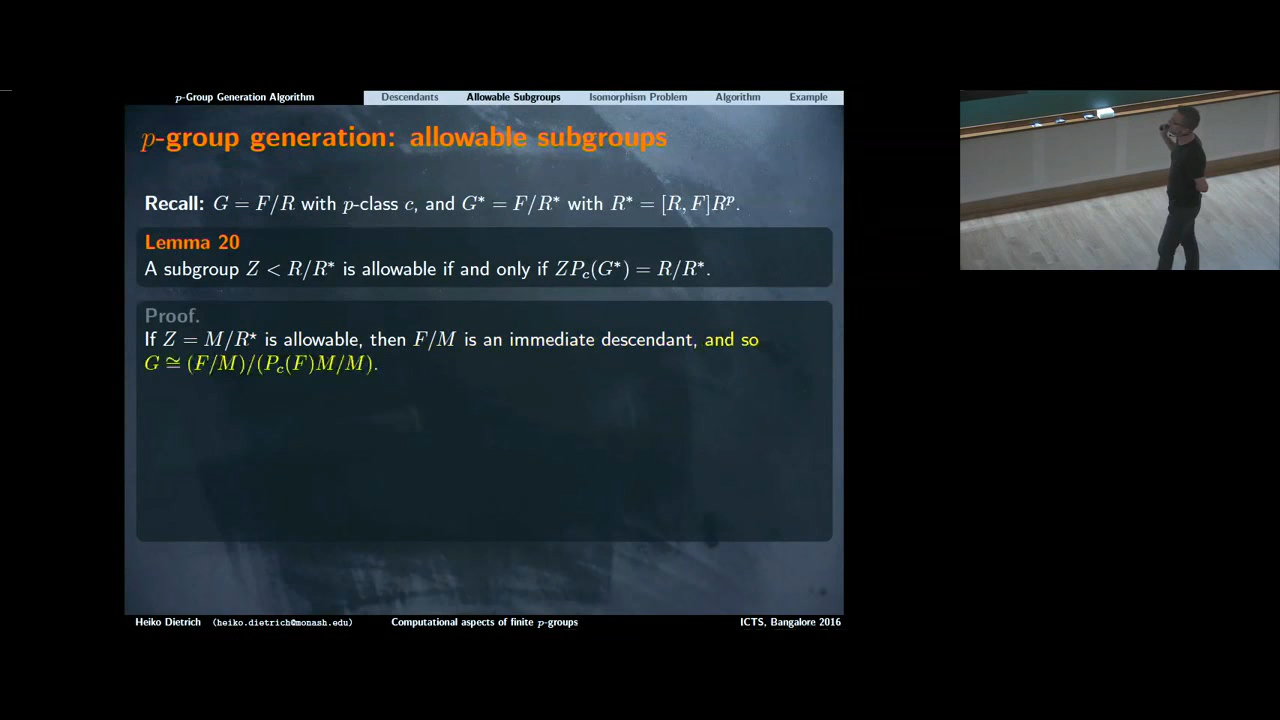 p-Group Generation Algorithm Descendants Allowable Subgroups Isomorphism Problem Algorithm Example
p-group generation: allowable subgroups
Recall: G = F/R with p-class c, and G* = F/R* with R* = [R, F]Rᵖ.
Lemma 20
A subgroup Z < R/R* is allowable if and only if ZP_c(G*) = R/R*.
Proof.
If Z = M/R* is allowable, then F/M is an immediate descendant, and so
G ≅ (F/M)/(P_c(F)M/M).
Heiko Dietrich (heiko.dietrich@monash.edu) Computational aspects of finite p-groups ICTS, Bangalore 2016